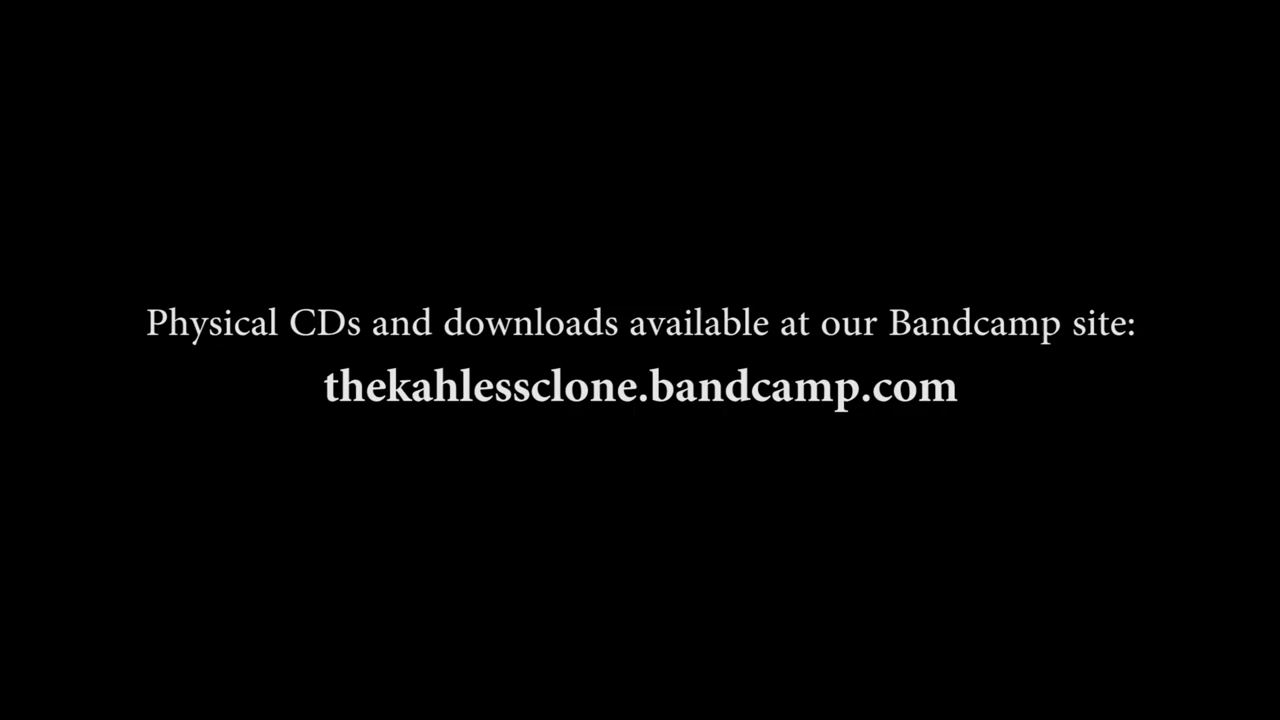 Physical CDs and downloads available at our Bandcamp site:
thekahlessclone.bandcamp.com